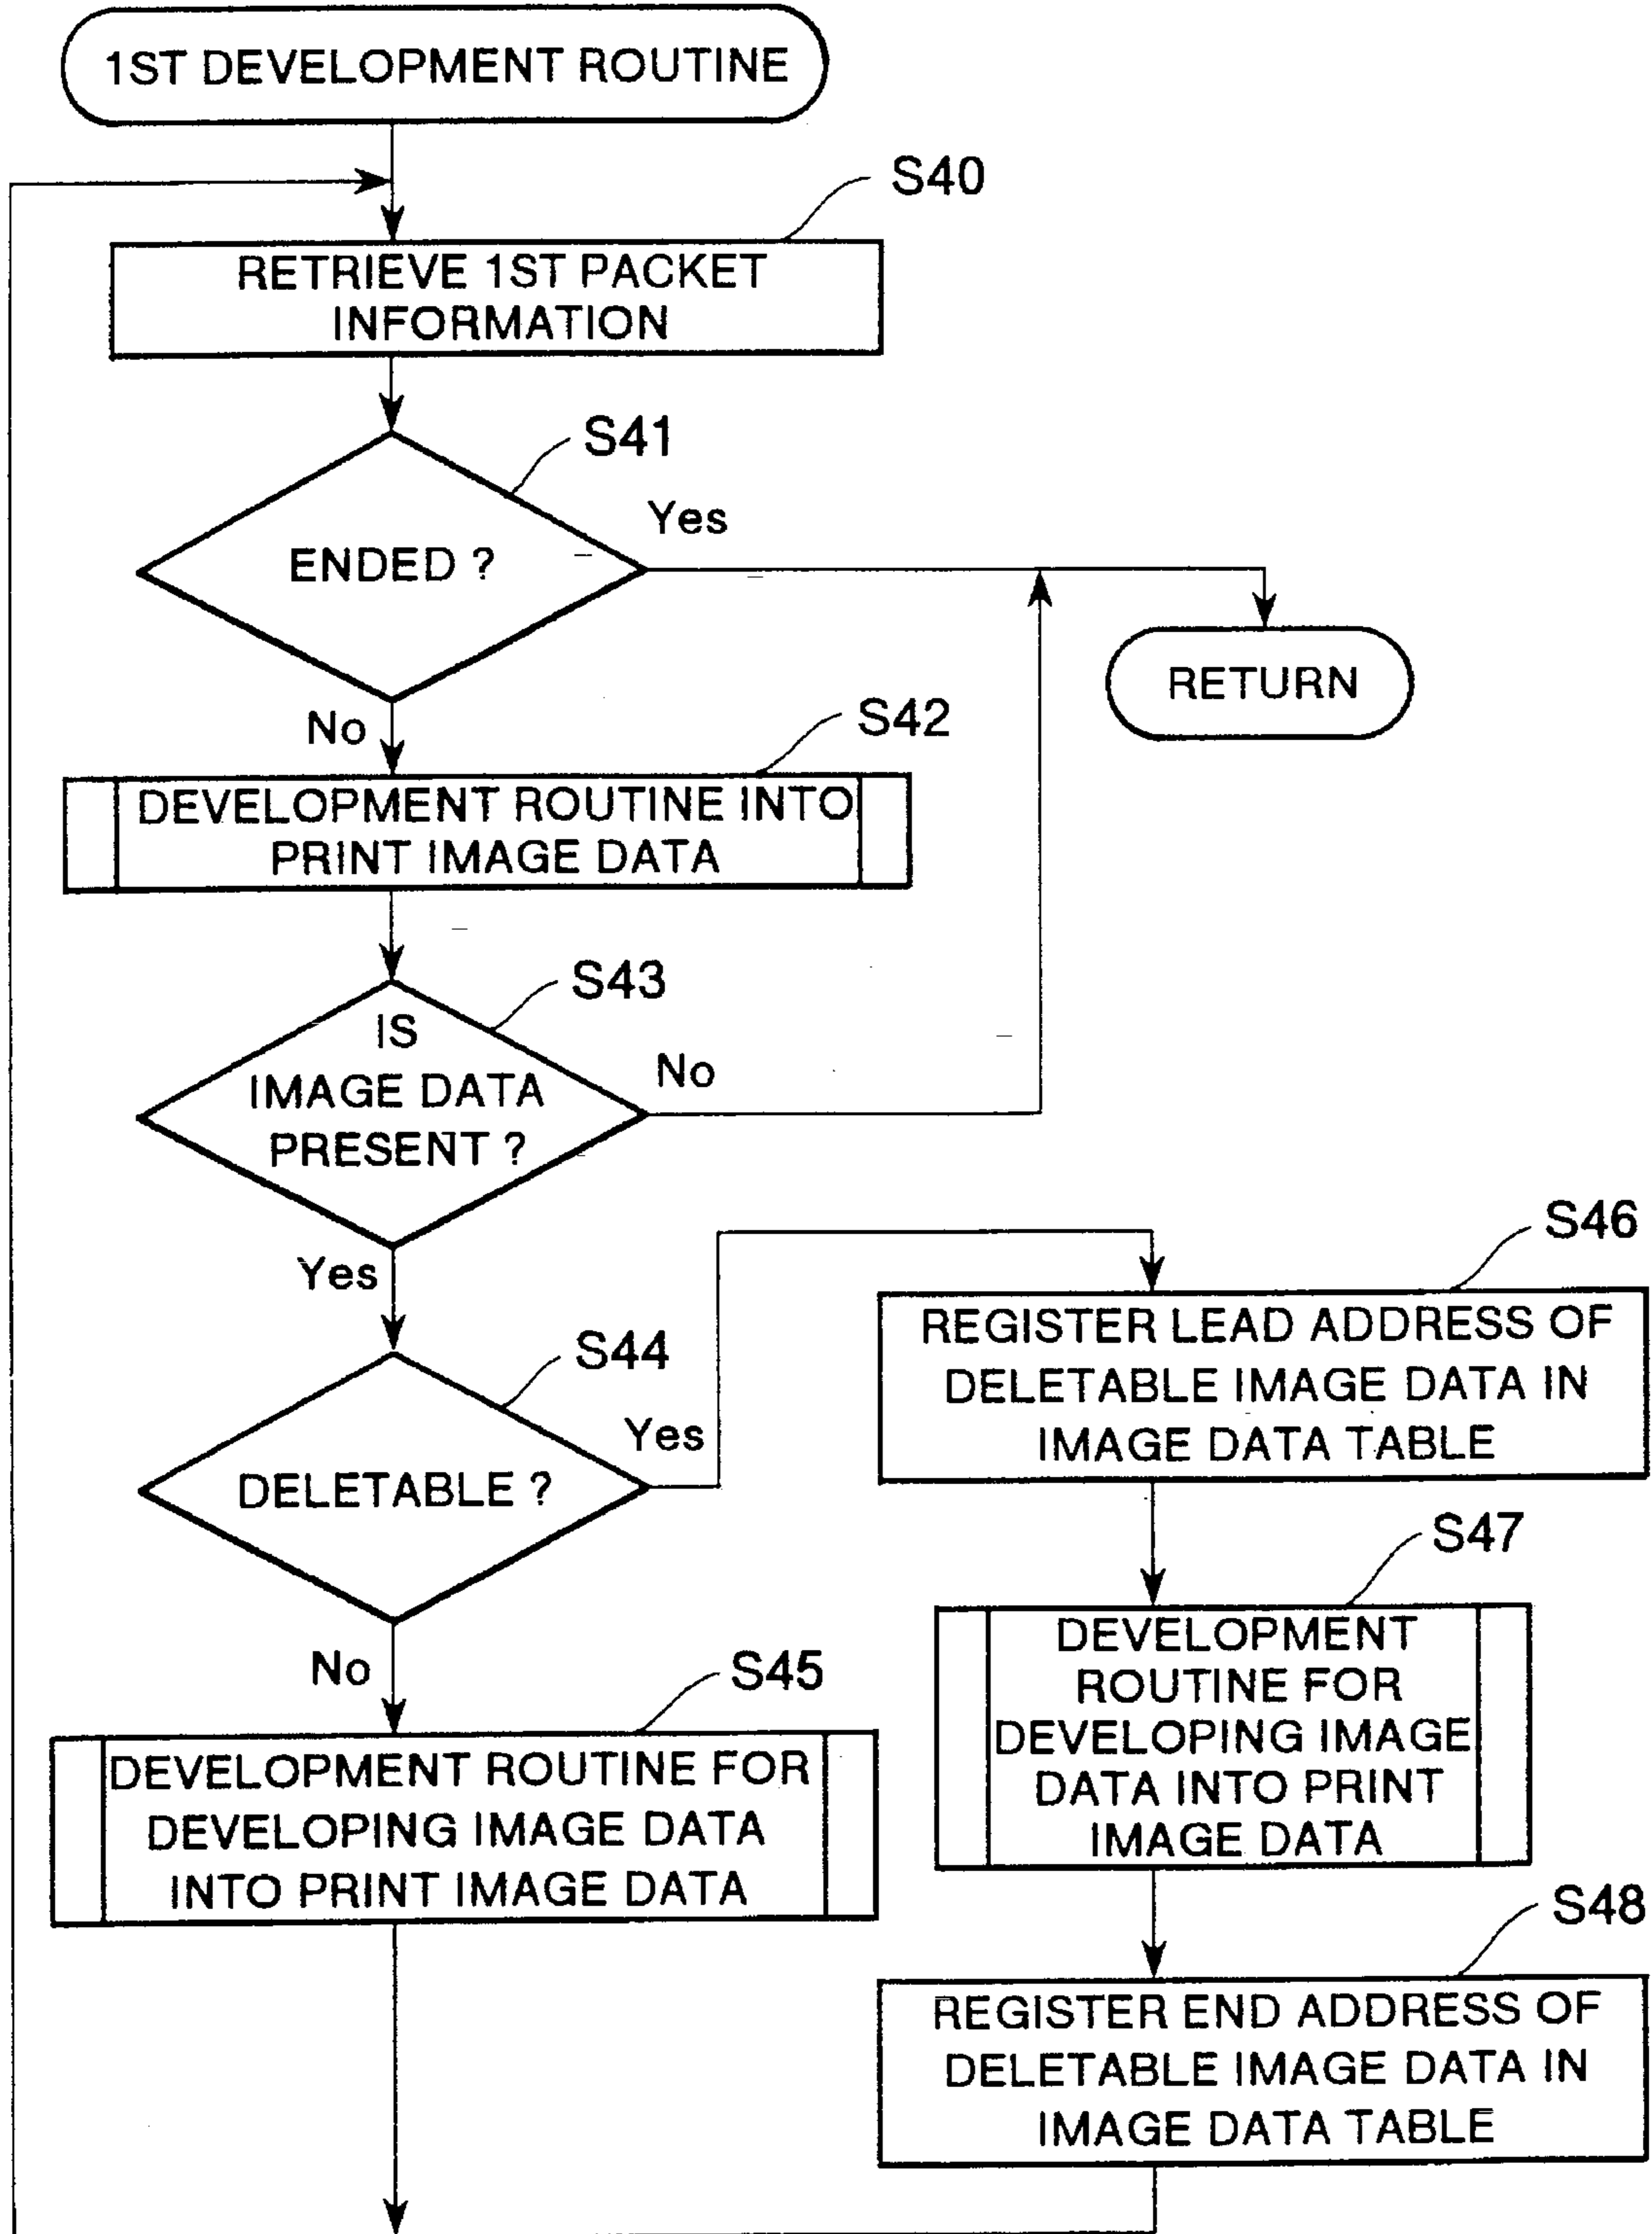 1ST DEVELOPMENT ROUTINE
S40
RETRIEVE 1ST PACKET
INFORMATION
S41
Yes
ENDED ?
RETURN
No
S42
DEVELOPMENT ROUTINE INTO
PRINT IMAGE DATA
S43
IS
IMAGE DATA
PRESENT ?
No
Yes
S44
DELETABLE ?
Yes
No
S45
DEVELOPMENT ROUTINE FOR
DEVELOPING IMAGE DATA
INTO PRINT IMAGE DATA
S46
REGISTER LEAD ADDRESS OF
DELETABLE IMAGE DATA IN
IMAGE DATA TABLE
S47
DEVELOPMENT
ROUTINE FOR
DEVELOPING IMAGE
DATA INTO PRINT
IMAGE DATA
S48
REGISTER END ADDRESS OF
DELETABLE IMAGE DATA IN
IMAGE DATA TABLE